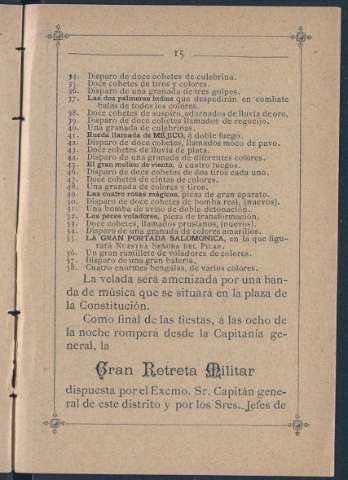 15
34. Disparo de doce cohetes de culebrina.
35. Doce cohetes de tiros y colores.
36. Disparo de una granada de tres golpes.
37. Las dos palmeras indias que despedirán en combate
balas de todos los colores.
38. Doce cohetes de suspiro, adornados de lluvia de oro.
39. Disparo de doce cohetes llamados de regocijo.
40. Una granada de culebrinas.
41. Rueda llamada de MÉJICO, á doble fuego.
42. Disparo de doce cohetes, llamados moco de pavo.
43. Doce cohetes de lluvia de plata.
44. Disparo de una granada de diferentes colores.
45. El gran molino de viento, á cuatro fuegos.
46. Disparo de doce cohetes de dos tiros cada uno.
47. Doce cohetes de cintas de colores.
48. Una granada de colores y tiros.
49. Las cuatro rosas mágicas, pieza de gran aparato.
50. Disparo de doce cohetes de bomba real, [nuevos].
51. Una bomba de aviso de doble detonación.
52. Los peces voladores, pieza de transformación.
53. Doce cohetes, llamados prusianos, [nuevos].
54. Disparo de una granada de colores amarillos.
55. LA GRAN PORTADA SALOMONICA, en la que figu-
rará NUESTRA SEÑORA DEL PILAR.
56. Un gran ramillete de voladores de colores.
57. Disparo de una gran batería.
58. Cuatro enormes bengalas, de varios colores.
La velada será amenizada por una ban-
da de música que se situará en la plaza de
la Constitución.
Como final de las fiestas, á las ocho de
la noche romperá desde la Capitanía ge-
neral, la
Gran Retreta Militar
dispuesta por el Excmo. Sr. Capitán gene-
ral de este distrito y por los Sres. Jefes de